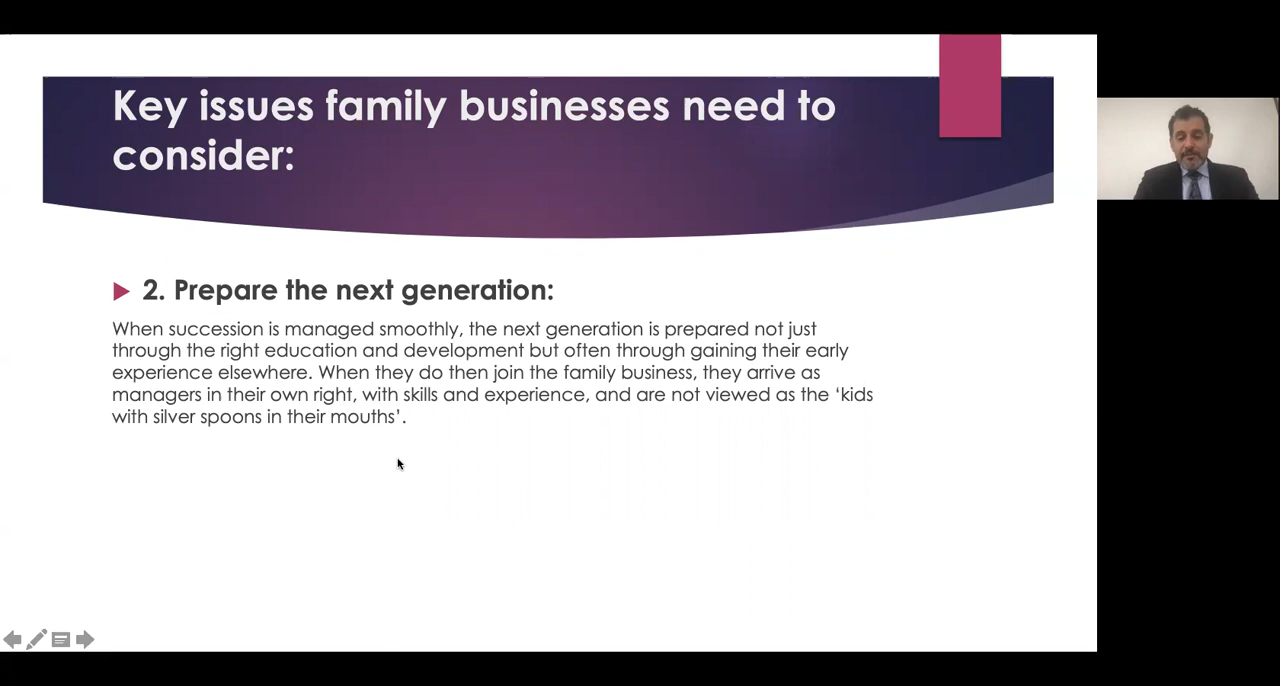 Key issues family businesses need to
consider:
2. Prepare the next generation:
When succession is managed smoothly, the next generation is prepared not just
through the right education and development but often through gaining their early
experience elsewhere. When they do then join the family business, they arrive as
managers in their own right, with skills and experience, and are not viewed as the ‘kids
with silver spoons in their mouths’.